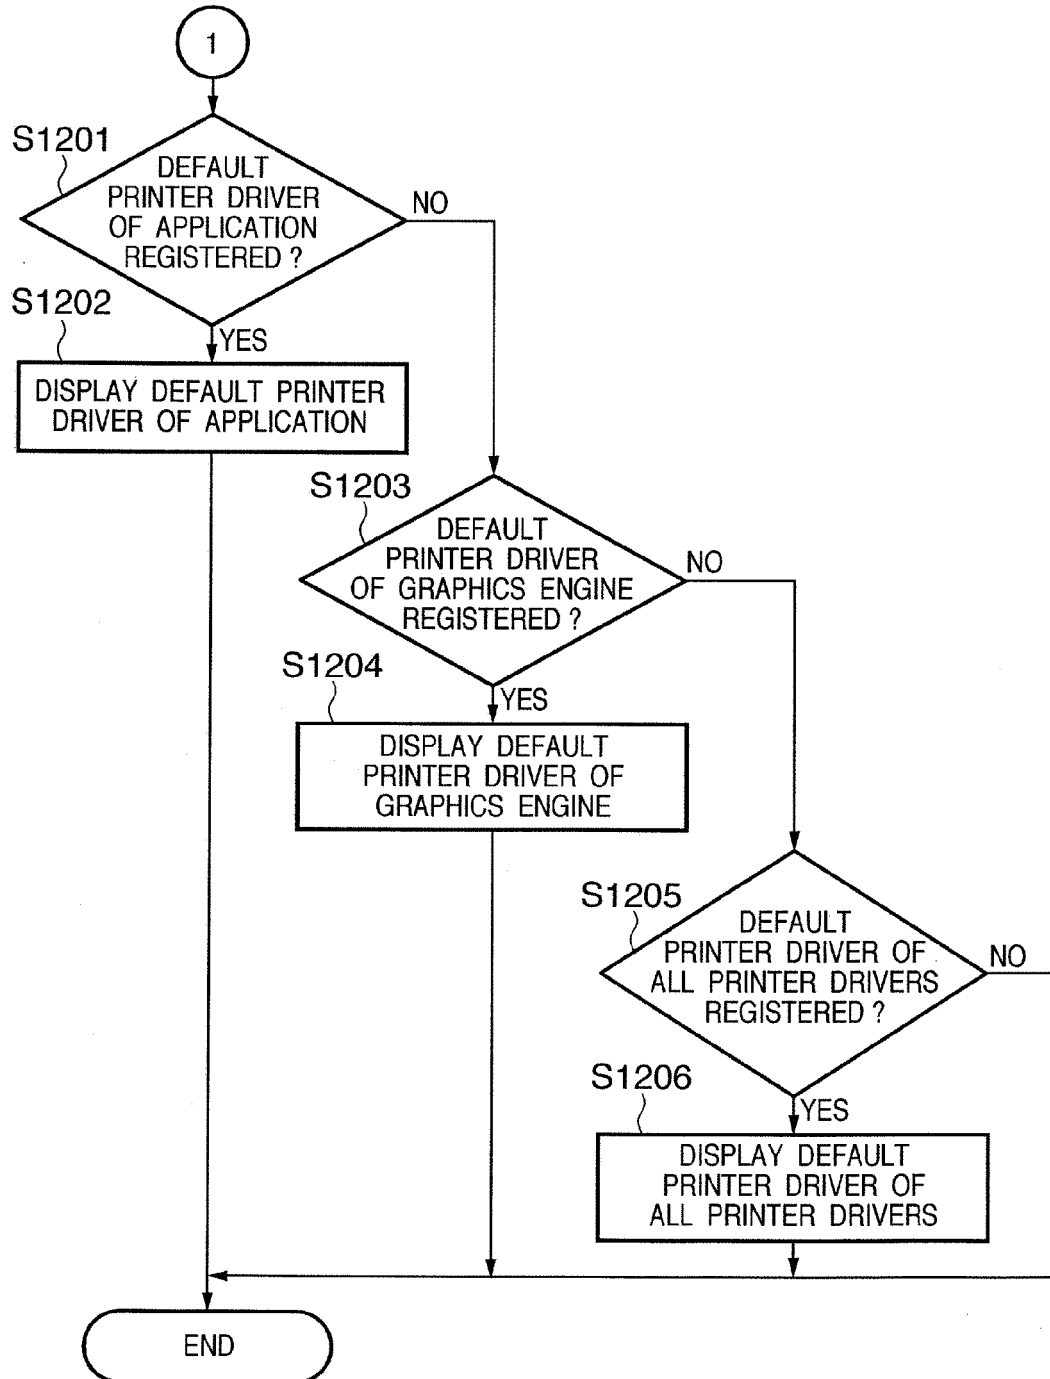 1
S1201
DEFAULT
PRINTER DRIVER
OF APPLICATION
REGISTERED ?
NO
S1202
YES
DISPLAY DEFAULT PRINTER
DRIVER OF APPLICATION
S1203
DEFAULT
PRINTER DRIVER
OF GRAPHICS ENGINE
REGISTERED ?
NO
S1204
YES
DISPLAY DEFAULT
PRINTER DRIVER OF
GRAPHICS ENGINE
S1205
DEFAULT
PRINTER DRIVER OF
ALL PRINTER DRIVERS
REGISTERED ?
NO
S1206
YES
DISPLAY DEFAULT
PRINTER DRIVER OF
ALL PRINTER DRIVERS
END